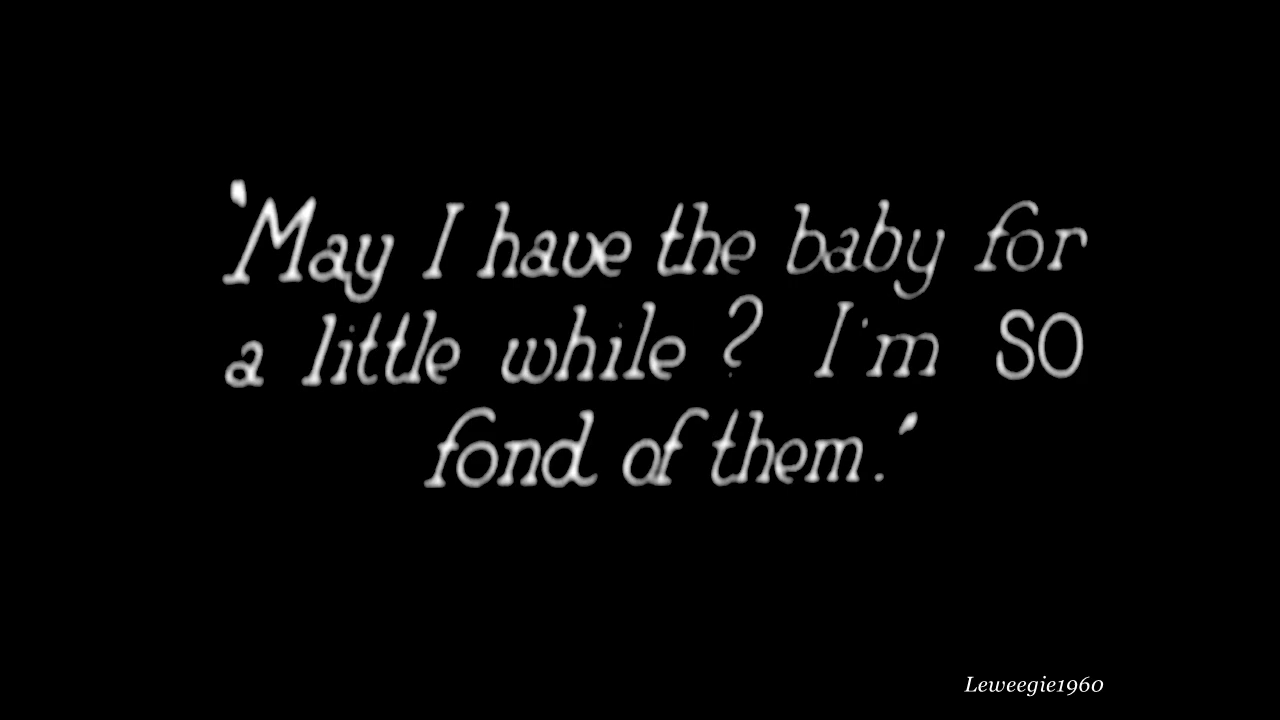 'May I have the baby for
a little while? I'm SO
fond of them.'
Leweegie1960